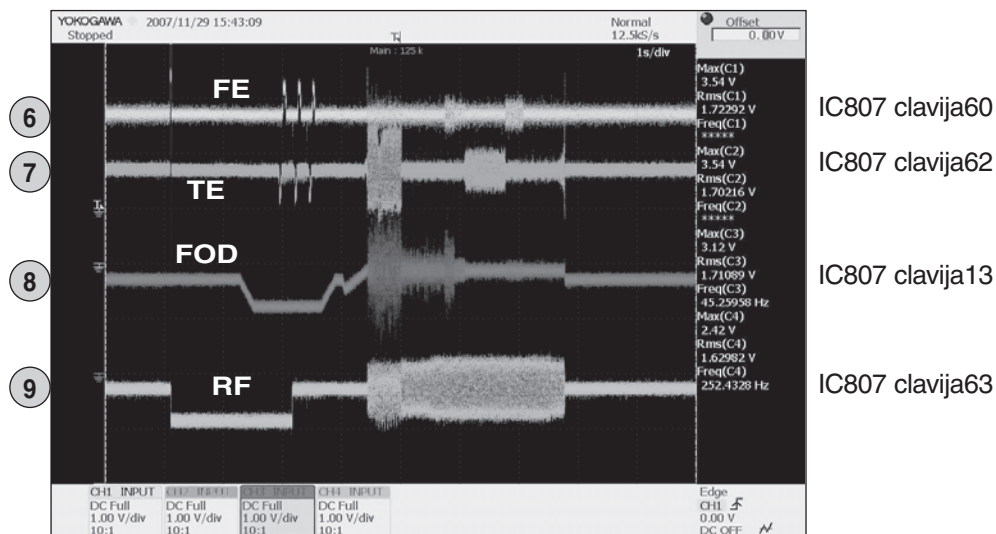 YOKOGAWA 2007/11/29 15:43:09
Stopped
Normal
12.5kS/s
Main : 125 k
1s/div
Offset
0.00V
Max(C1)
3.54 V
Rms(C1)
1.72292 V
Freq(C1)
*****
Max(C2)
3.54 V
Rms(C2)
1.70216 V
Freq(C2)
*****
Max(C3)
3.12 V
Rms(C3)
1.71089 V
Freq(C3)
45.25958 Hz
Max(C4)
2.42 V
Rms(C4)
1.62982 V
Freq(C4)
252.4328 Hz
6 FE IC807 clavija60
7 TE IC807 clavija62
8 FOD IC807 clavija13
9 RF IC807 clavija63
CH1 INPUT
DC Full
1.00 V/div
10:1
CH2 INPUT
DC Full
1.00 V/div
10:1
CH3 INPUT
DC Full
1.00 V/div
10:1
CH4 INPUT
DC Full
1.00 V/div
10:1
Edge
CH1
0.00 V
DC OFF